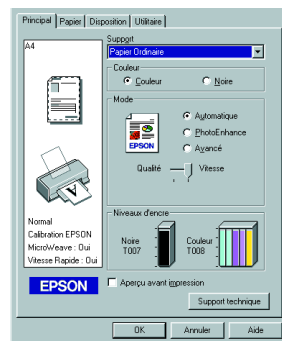 Principal Papier Disposition Utilitaire
A4
Support
Papier Ordinaire
Couleur
Couleur Noire
Mode
Automatique
PhotoEnhance
Avancé
EPSON
Qualité Vitesse
Normal
Calibration EPSON
MicroWeave : Oui
Vitesse Rapide : Oui
Niveaux d'encre
Noire
T007
Couleur
T008
EPSON
Aperçu avant impression
Support technique
OK Annuler Aide